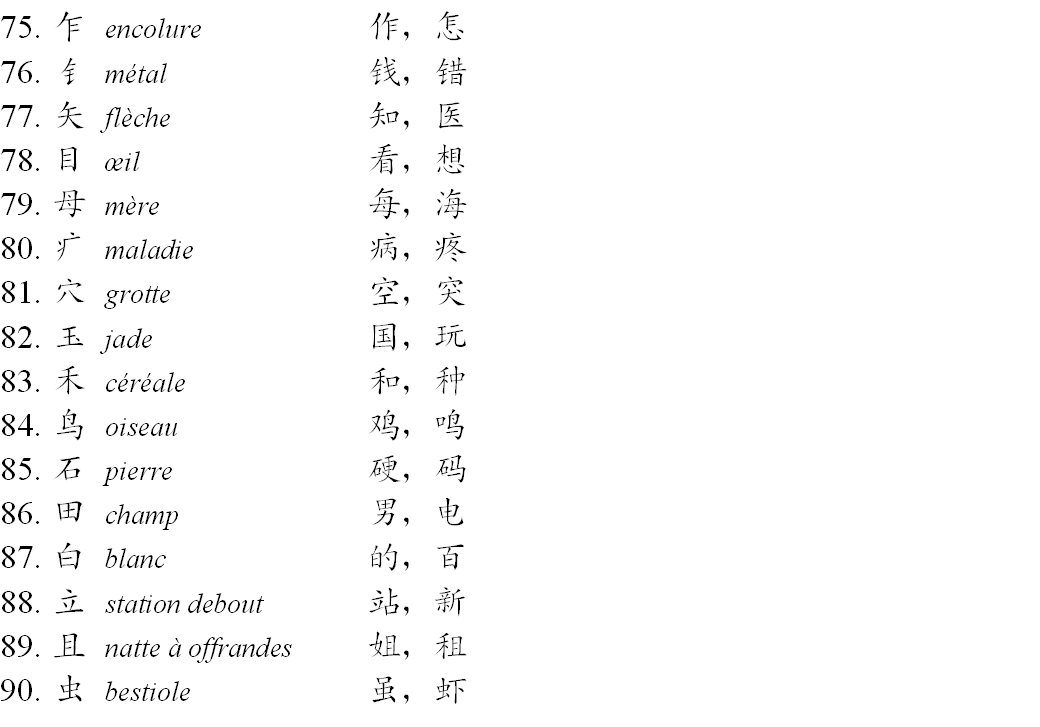 75. 乍 encolure 作，怎
76. 钅 métal 钱，错
77. 矢 flèche 知，医
78. 目 œil 看，想
79. 母 mère 每，海
80. 疒 maladie 病，疼
81. 穴 grotte 空，突
82. 玉 jade 国，玩
83. 禾 céréale 和，种
84. 鸟 oiseau 鸡，鸣
85. 石 pierre 硬，码
86. 田 champ 男，电
87. 白 blanc 的，百
88. 立 station debout 站，新
89. 且 natte à offrandes 姐，租
90. 虫 bestiole 虽，虾